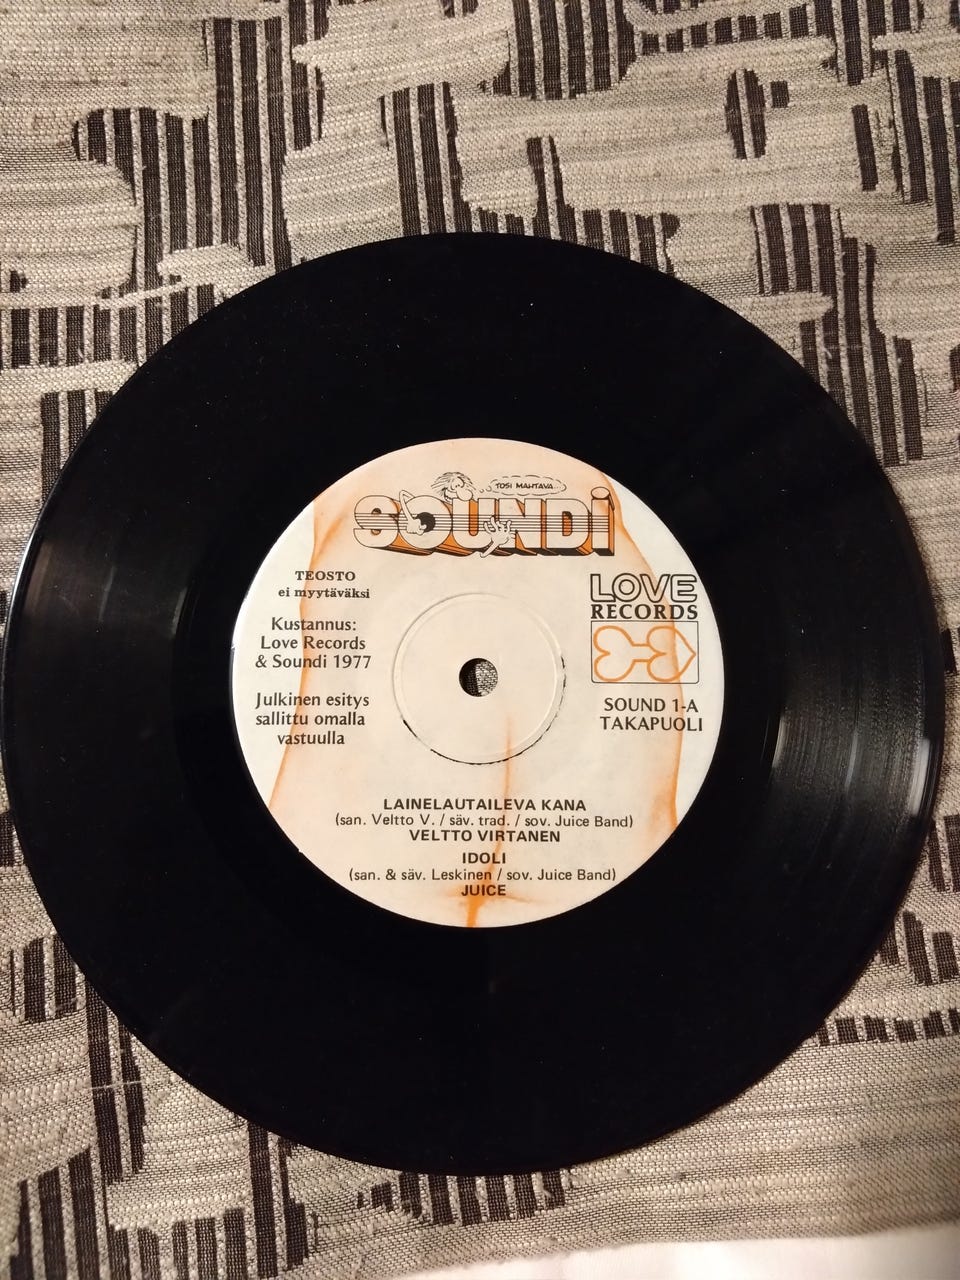 TOSI MAHTAVA...
SOUNDi
TEOSTO
ei myytäväksi
Kustannus:
Love Records
& Soundi 1977
Julkinen esitys
sallittu omalla
vastuulla
LOVE
RECORDS
SOUND 1-A
TAKAPUOLI
LAINELAUTAILEVA KANA
(san. Veltto V. / säv. trad. / sov. Juice Band)
VELTTO VIRTANEN
IDOLI
(san. & säv. Leskinen / sov. Juice Band)
JUICE